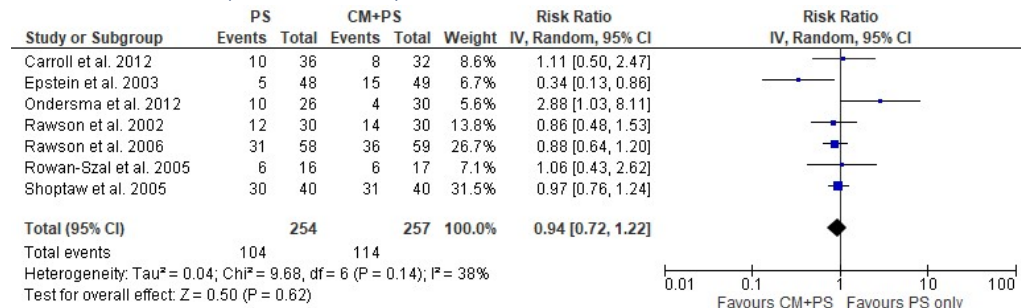 PS CM+PS Risk Ratio Risk Ratio
Study or Subgroup Events Total Events Total Weight IV, Random, 95% CI IV, Random, 95% CI
Carroll et al. 2012 10 36 8 32 8.6% 1.11 [0.50, 2.47]
Epstein et al. 2003 5 48 15 49 6.7% 0.34 [0.13, 0.86]
Ondersma et al. 2012 10 26 4 30 5.6% 2.88 [1.03, 8.11]
Rawson et al. 2002 12 30 14 30 13.8% 0.86 [0.48, 1.53]
Rawson et al. 2006 31 58 36 59 26.7% 0.88 [0.64, 1.20]
Rowan-Szal et al. 2005 6 16 6 17 7.1% 1.06 [0.43, 2.62]
Shoptaw et al. 2005 30 40 31 40 31.5% 0.97 [0.76, 1.24]
Total (95% CI) 254 257 100.0% 0.94 [0.72, 1.22]
Total events 104 114
Heterogeneity: Tau² = 0.04; Chi² = 9.68, df = 6 (P = 0.14); I² = 38%
Test for overall effect: Z = 0.50 (P = 0.62)
0.01 0.1 1 10 100
Favours CM+PS Favours PS only